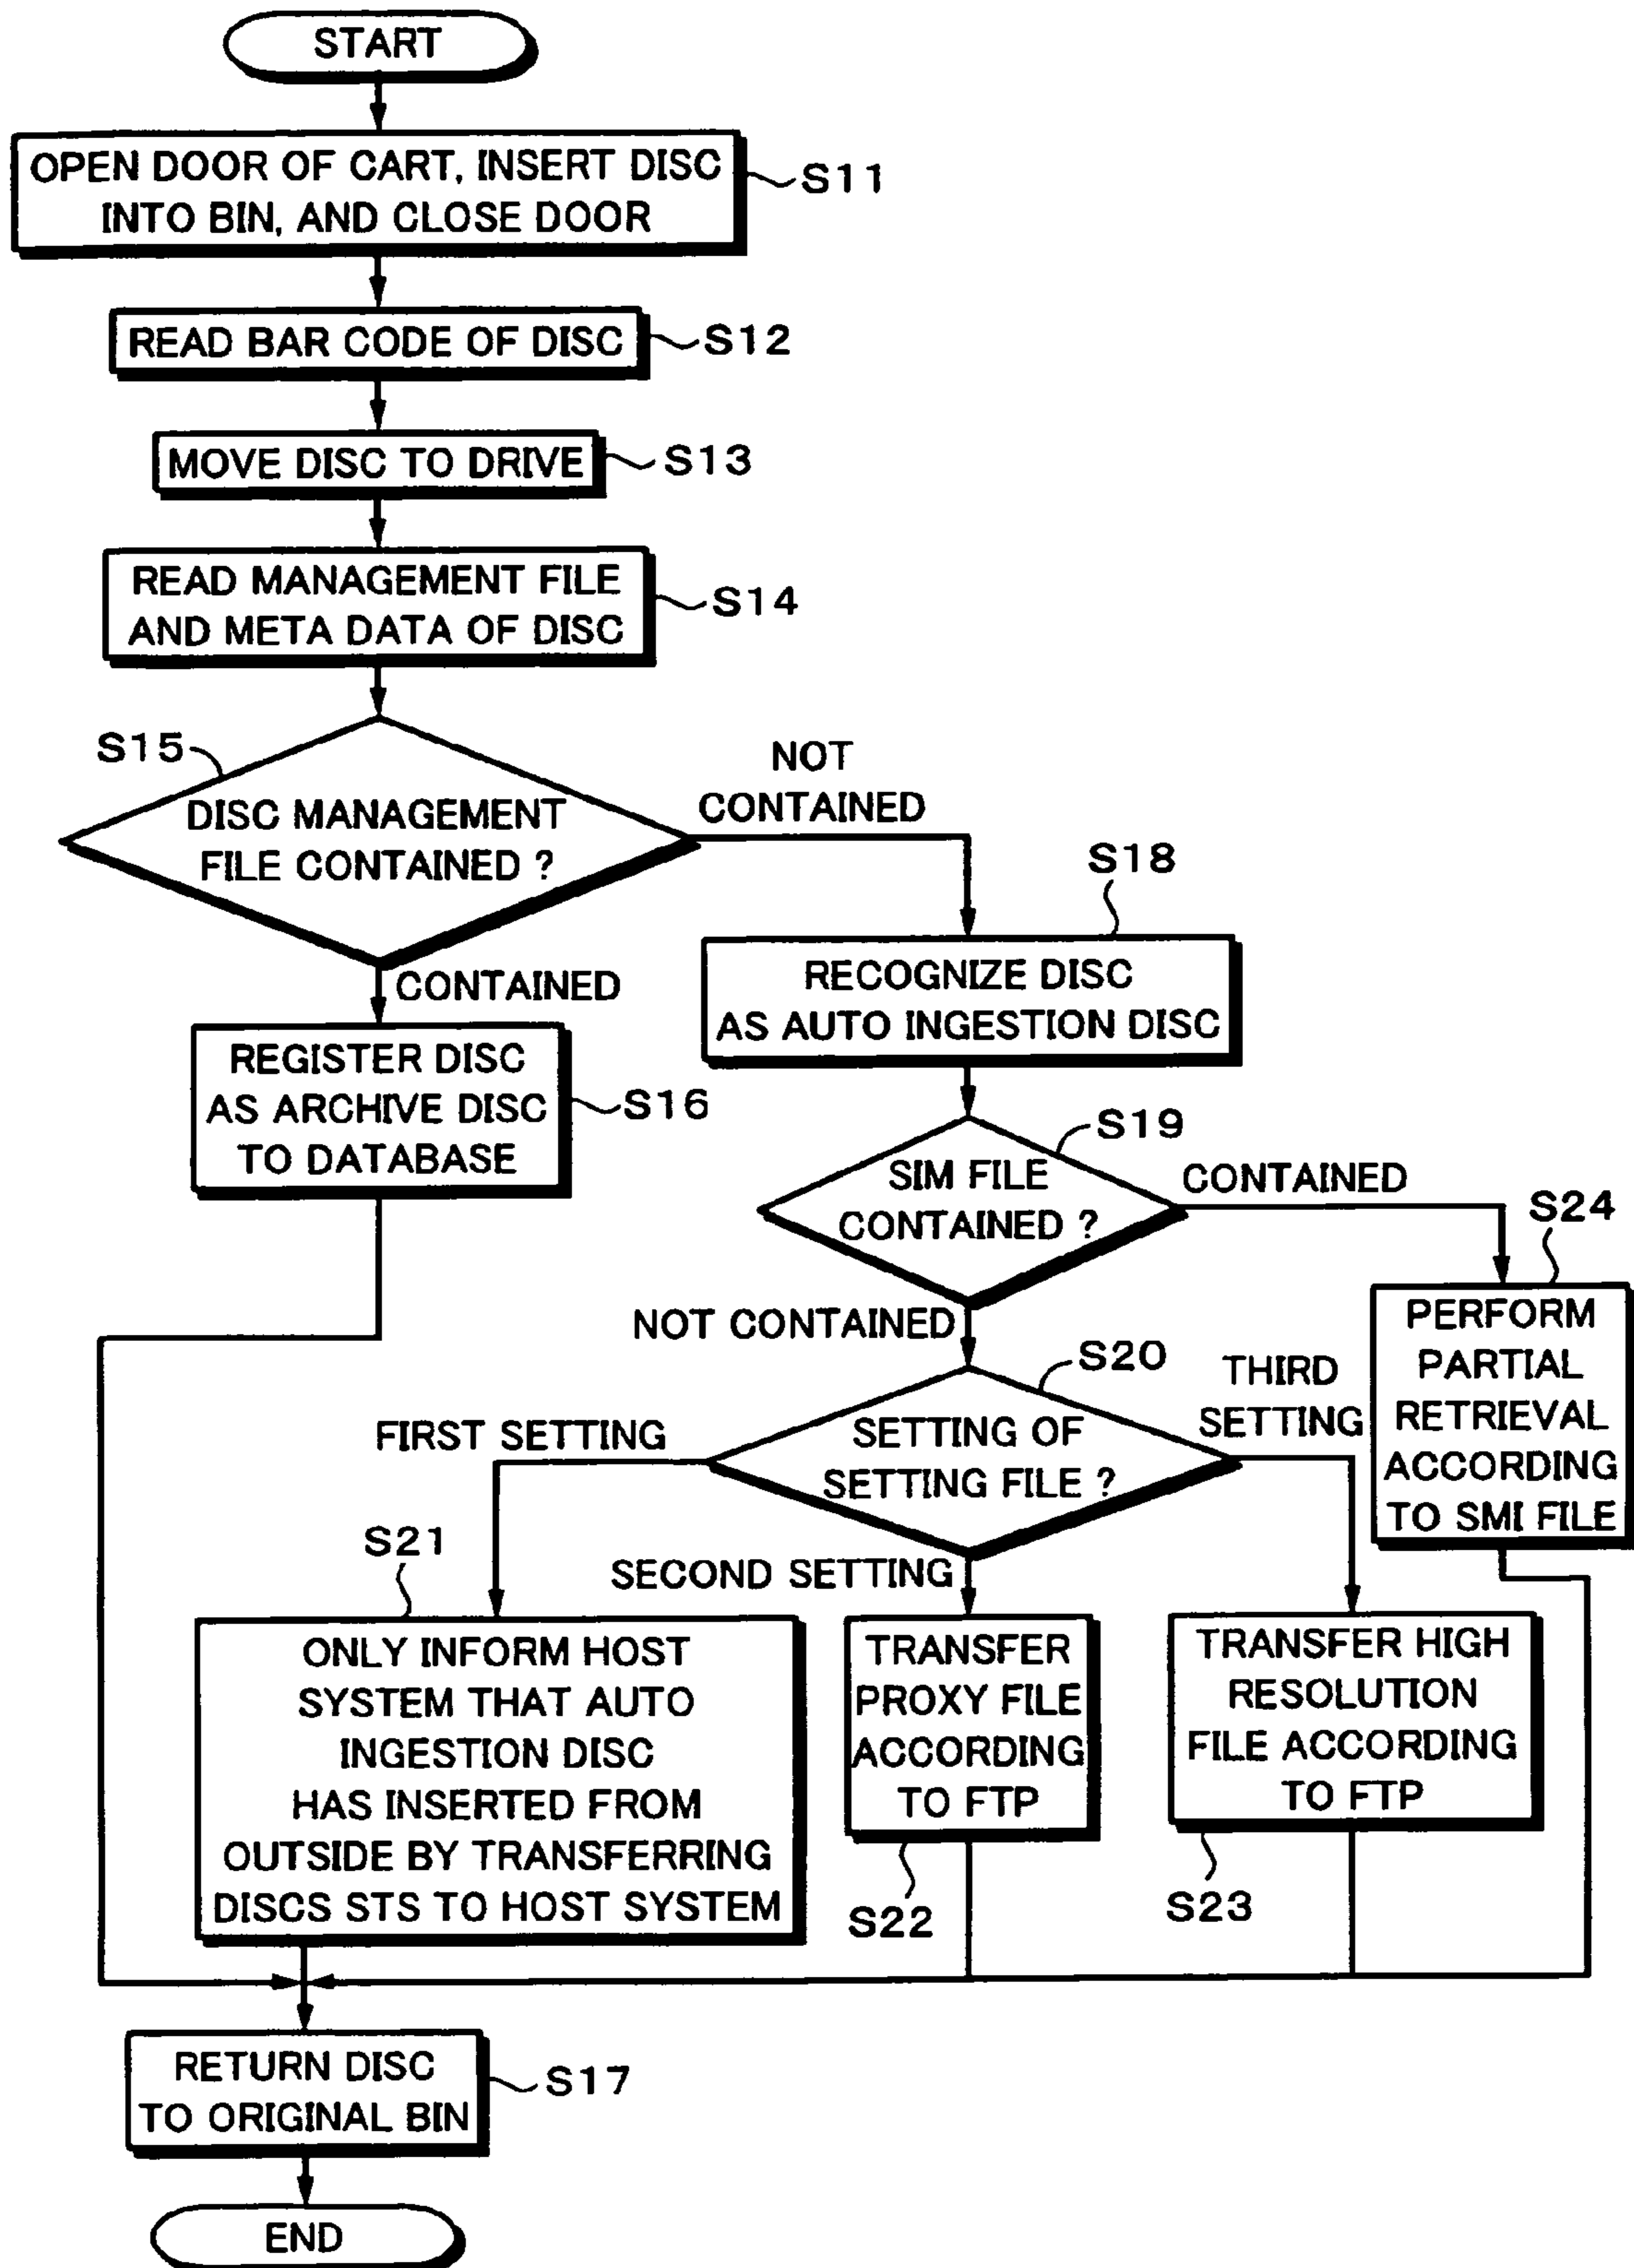 START
OPEN DOOR OF CART, INSERT DISC
INTO BIN, AND CLOSE DOOR
S11
READ BAR CODE OF DISC
S12
MOVE DISC TO DRIVE
S13
READ MANAGEMENT FILE
AND META DATA OF DISC
S14
S15
DISC MANAGEMENT
FILE CONTAINED ?
NOT
CONTAINED
CONTAINED
REGISTER DISC
AS ARCHIVE DISC
TO DATABASE
S16
S18
RECOGNIZE DISC
AS AUTO INGESTION DISC
S19
SIM FILE
CONTAINED ?
CONTAINED
NOT CONTAINED
S24
PERFORM
PARTIAL
RETRIEVAL
ACCORDING
TO SMI FILE
S20
SETTING OF
SETTING FILE ?
FIRST SETTING
SECOND SETTING
THIRD
SETTING
S21
ONLY INFORM HOST
SYSTEM THAT AUTO
INGESTION DISC
HAS INSERTED FROM
OUTSIDE BY TRANSFERRING
DISCS STS TO HOST SYSTEM
TRANSFER
PROXY FILE
ACCORDING
TO FTP
S22
TRANSFER HIGH
RESOLUTION
FILE ACCORDING
TO FTP
S23
RETURN DISC
TO ORIGINAL BIN
S17
END